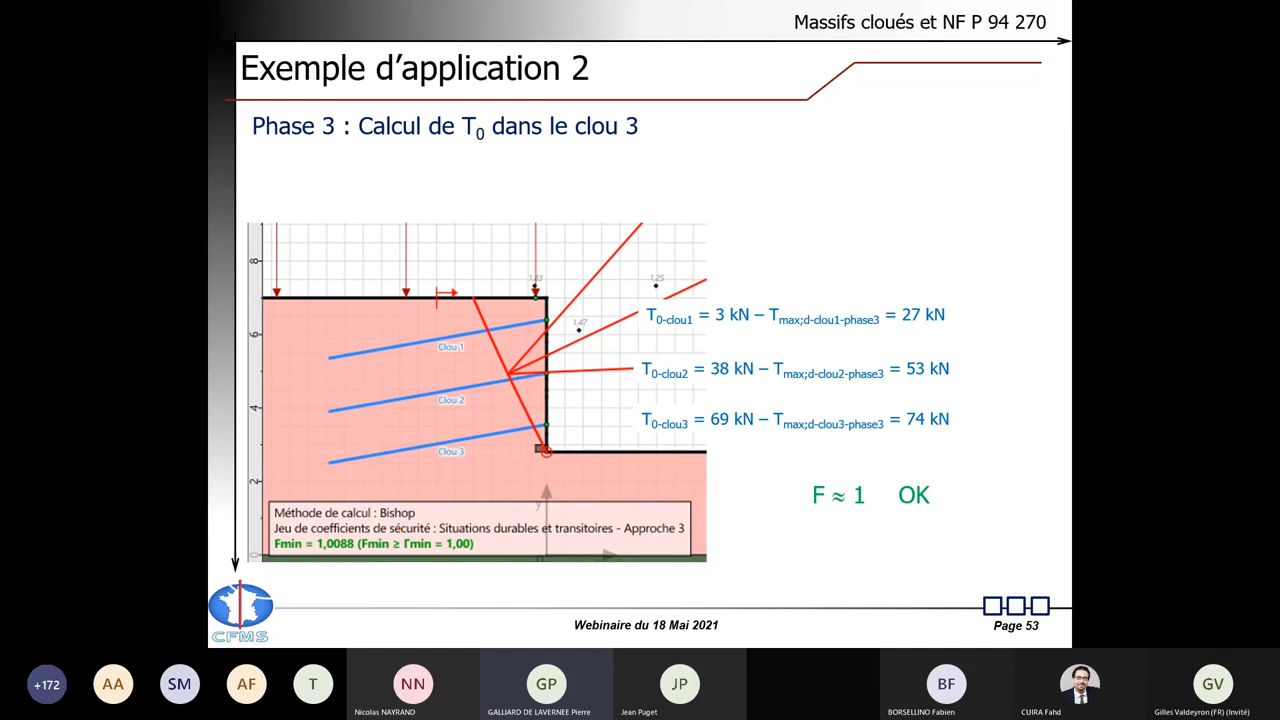 Massifs cloués et NF P 94 270
Exemple d’application 2
Phase 3 : Calcul de T0 dans le clou 3
8
6
4
2
0
1,25
1,47
Clou 1
Clou 2
Clou 3
y
T0-clou1 = 3 kN – Tmax;d-clou1-phase3 = 27 kN
T0-clou2 = 38 kN – Tmax;d-clou2-phase3 = 53 kN
T0-clou3 = 69 kN – Tmax;d-clou3-phase3 = 74 kN
F ≈ 1 OK
Méthode de calcul : Bishop
Jeu de coefficients de sécurité : Situations durables et transitoires - Approche 3
Fmin = 1,0088 (Fmin ≥ Γmin = 1,00)
CFMS
Webinaire du 18 Mai 2021
Page 53
+172
AA
SM
AF
T
NN
Nicolas NAYRAND
GP
GALLIARD DE LAVERNEE Pierre
JP
Jean Puget
BF
BORSELLINO Fabien
CUIRA Fahd
GV
Gilles Valdeyron (FR) (Invité)